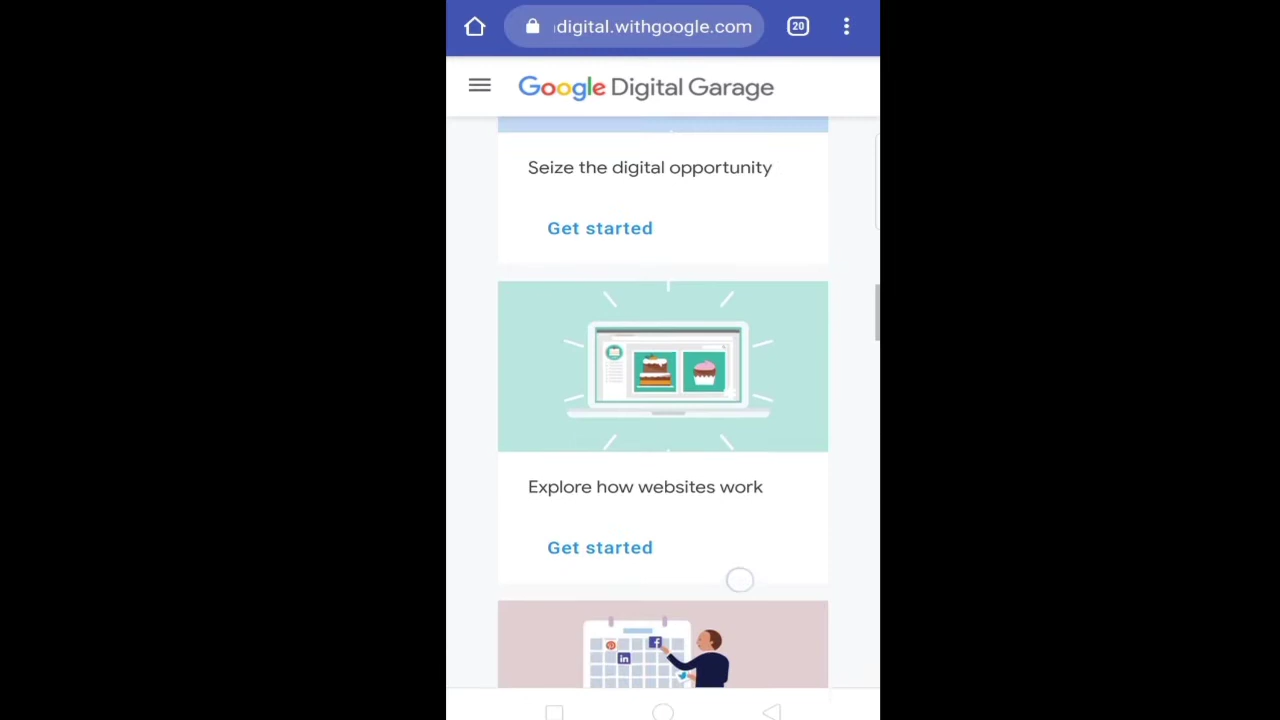 digital.withgoogle.com
20
Google Digital Garage
Seize the digital opportunity
Get started
Explore how websites work
Get started
in
f